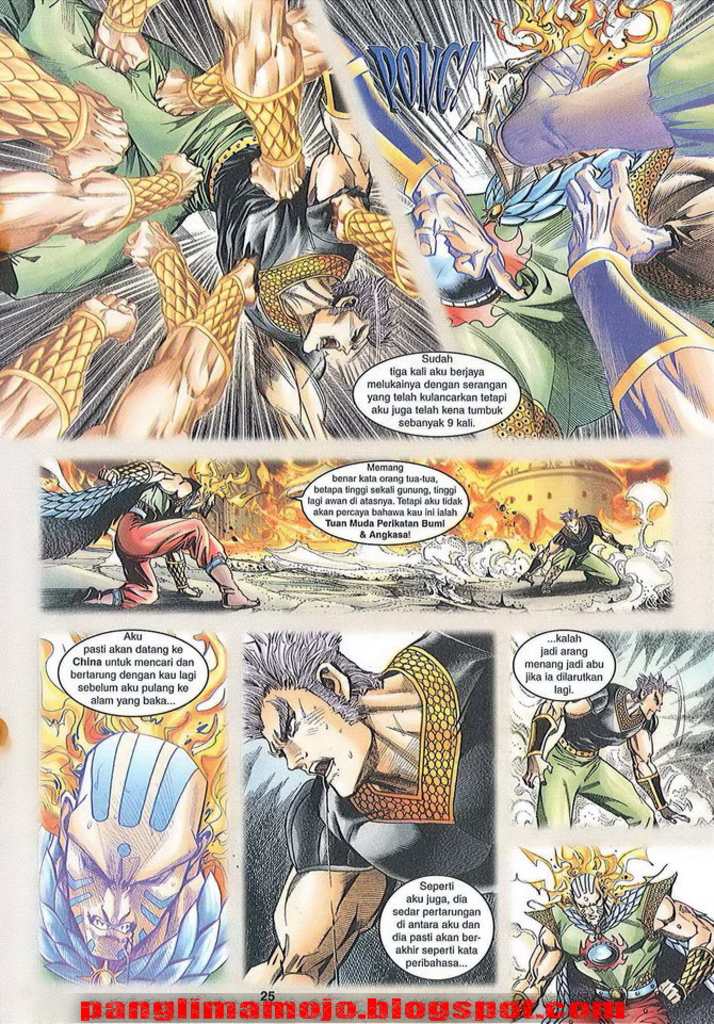 PONG!
Sudah
tiga kali aku berjaya
melukainya dengan serangan
yang telah kulancarkan tetapi
aku juga telah kena tumbuk
sebanyak 9 kali.
Memang
benar kata orang tua-tua,
betapa tinggi sekali gunung, tinggi
lagi awan di atasnya. Tetapi aku tidak
akan percaya bahawa kau ini ialah
Tuan Muda Perikatan Bumi
& Angkasa!
Aku
pasti akan datang ke
China untuk mencari dan
bertarung dengan kau lagi
sebelum aku pulang ke
alam yang baka...
Seperti
aku juga, dia
sedar pertarungan
di antara aku dan
dia pasti akan ber-
akhir seperti kata
peribahasa...
...kalah
jadi arang
menang jadi abu
jika ia dilarutkan
lagi.
25
panglimamojo.blogspot.com